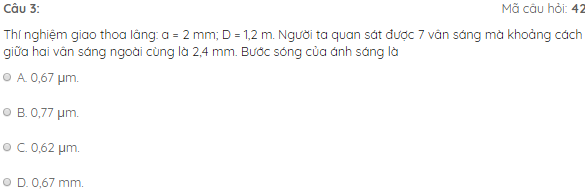 Câu 3: Mã câu hỏi: 42
Thí nghiệm giao thoa Iâng: a = 2 mm; D = 1,2 m. Người ta quan sát được 7 vân sáng mà khoảng cách
giữa hai vân sáng ngoài cùng là 2,4 mm. Bước sóng của ánh sáng là
A. 0,67 µm.
B. 0,77 µm.
C. 0,62 µm.
D. 0,67 mm.